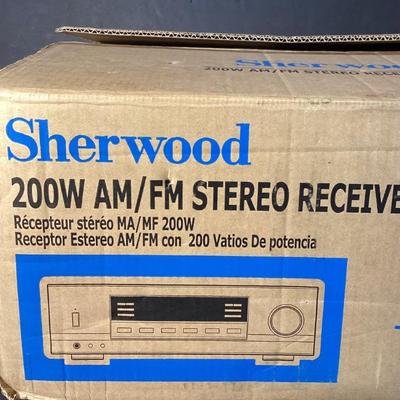 Sherwood
200W AM/FM STEREO RECEIVE
Sherwood
200W AM/FM STEREO RECEIVE
Récepteur stéréo MA/MF 200W
Receptor Estereo AM/FM con 200 Vatios De potencia